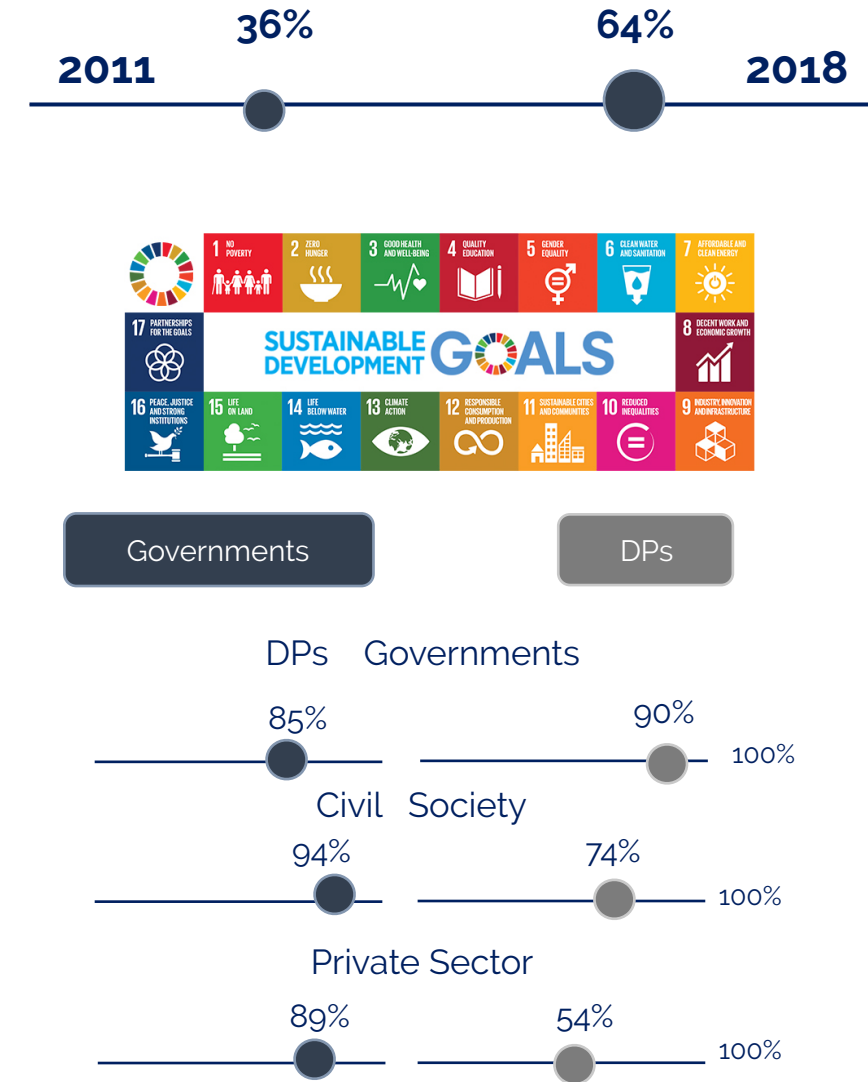 36% 64%
2011 2018
1 NO POVERTY
2 ZERO HUNGER
3 GOOD HEALTH AND WELL-BEING
4 QUALITY EDUCATION
5 GENDER EQUALITY
6 CLEAN WATER AND SANITATION
7 AFFORDABLE AND CLEAN ENERGY
17 PARTNERSHIPS FOR THE GOALS
SUSTAINABLE
DEVELOPMENT GOALS
8 DECENT WORK AND ECONOMIC GROWTH
16 PEACE, JUSTICE AND STRONG INSTITUTIONS
15 LIFE ON LAND
14 LIFE BELOW WATER
13 CLIMATE ACTION
12 RESPONSIBLE CONSUMPTION AND PRODUCTION
11 SUSTAINABLE CITIES AND COMMUNITIES
10 REDUCED INEQUALITIES
9 INDUSTRY, INNOVATION AND INFRASTRUCTURE
Governments DPs
DPs Governments
85% 90%
100%
Civil Society
94% 74%
100%
Private Sector
89% 54%
100%